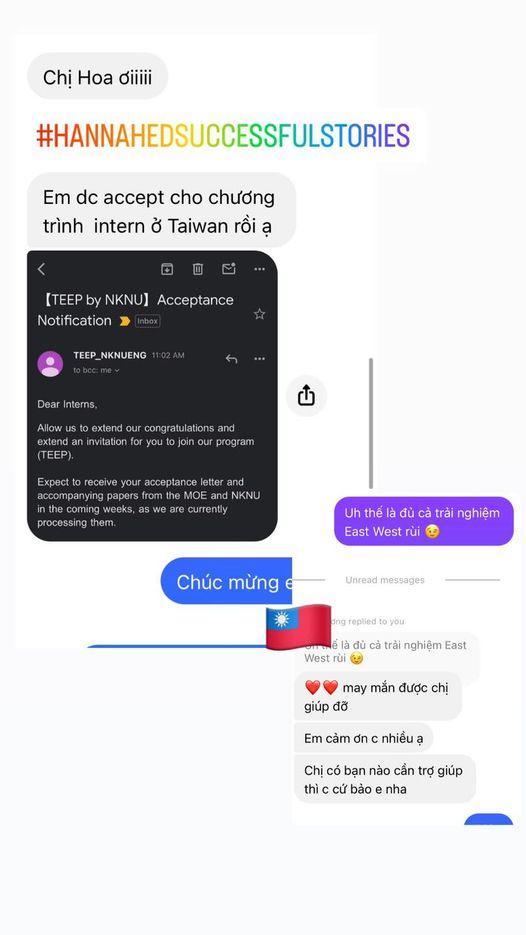 Chị Hoa ơiiiii
#HANNAHEDSUCCESSFULSTORIES
Em dc accept cho chương
trình intern ở Taiwan rồi ạ
【TEEP by NKNU】Acceptance
Notification Inbox
TEEP_NKNUENG 11:02 AM
to bcc: me
Dear Interns,
Allow us to extend our congratulations and
extend an invitation for you to join our program
(TEEP).
Expect to receive your acceptance letter and
accompanying papers from the MOE and NKNU
in the coming weeks, as we are currently
processing them.
Chúc mừng e
Uh thế là đủ cả trải nghiệm
East West rùi 😉
Unread messages
replied to you
thế là đủ cả trải nghiệm East
West rùi 😉
❤️❤️ may mắn được chị
giúp đỡ
Em cảm ơn c nhiều ạ
Chị có bạn nào cần trợ giúp
thì c cứ bảo e nha